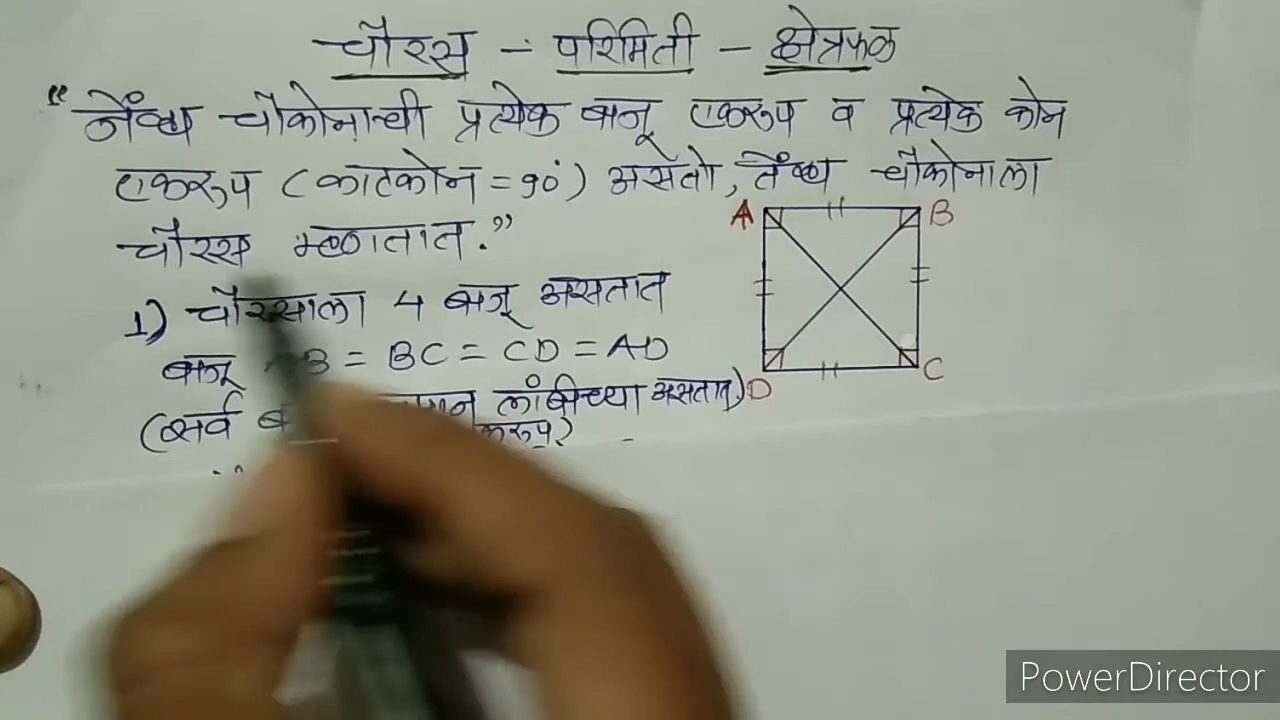 चौरस - परिमिती - क्षेत्रफळ
"ज्या चौकोनाची प्रत्येक बाजू एकरुप व प्रत्येक कोन
एकरुप (काटकोन = 90°) असतो, त्या चौकोनाला
चौरस म्हणतात."
A B
1) चौरसाला 4 बाजू असतात
बाजू = BC = CD = AD
C
(सर्व लांबीच्या असतात)
D
PowerDirector